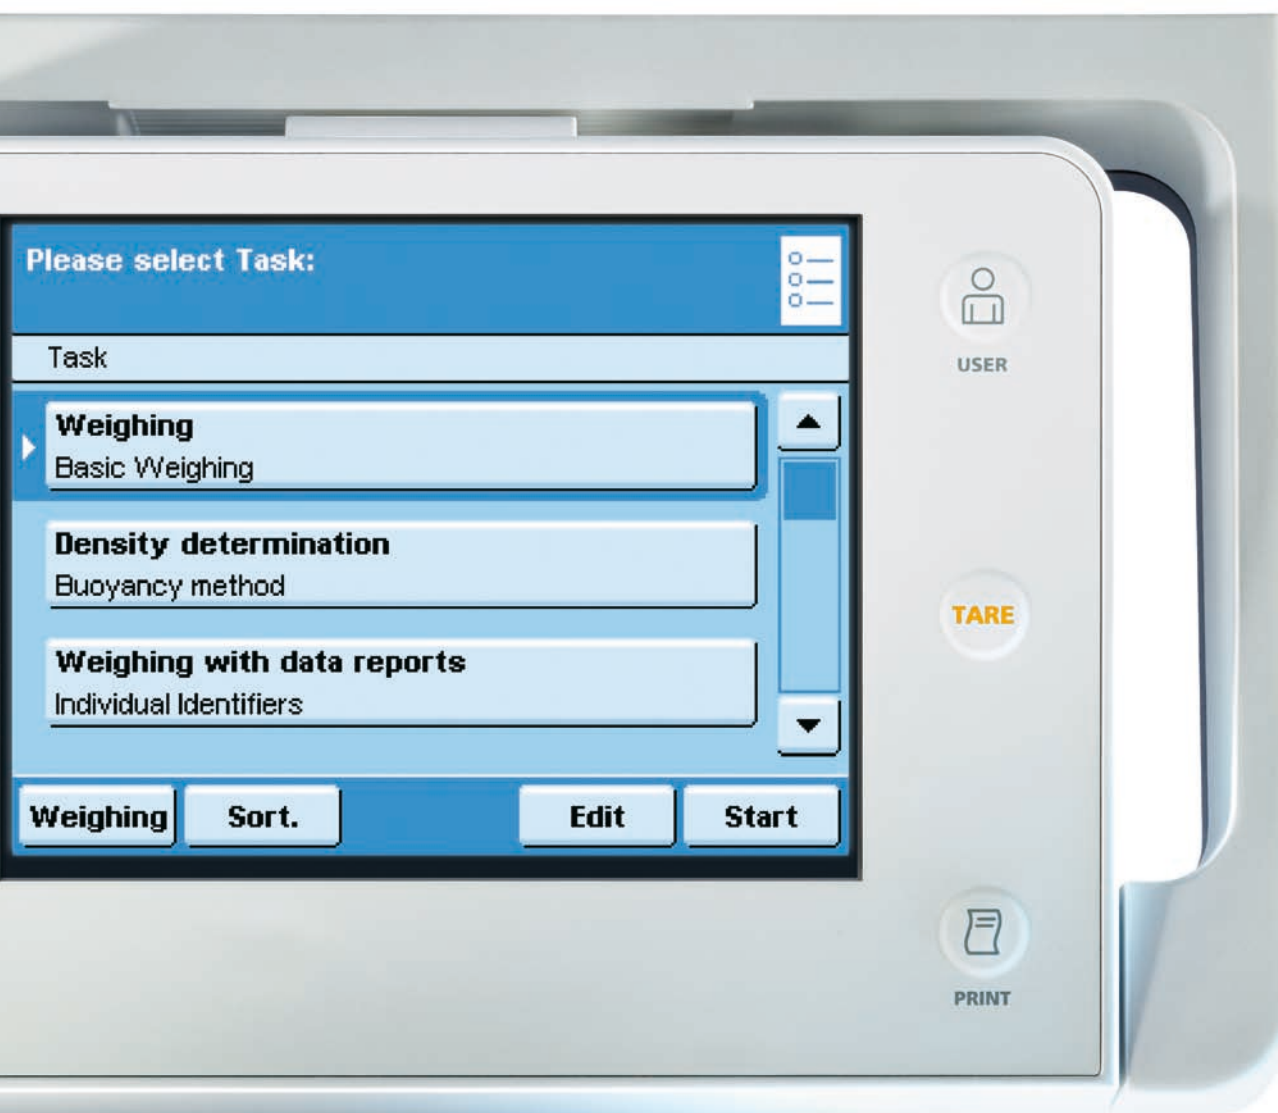 Please select Task:
Task
Weighing
Basic Weighing
Density determination
Buoyancy method
Weighing with data reports
Individual Identifiers
Weighing
Sort.
Edit
Start
USER
TARE
PRINT